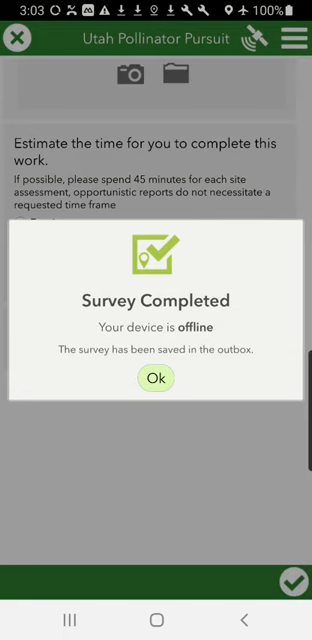 3:03
100%
Utah Pollinator Pursuit
Estimate the time for you to complete this
work.
If possible, please spend 45 minutes for each site
assessment, opportunistic reports do not necessitate a
requested time frame
Survey Completed
Your device is offline
The survey has been saved in the outbox.
Ok